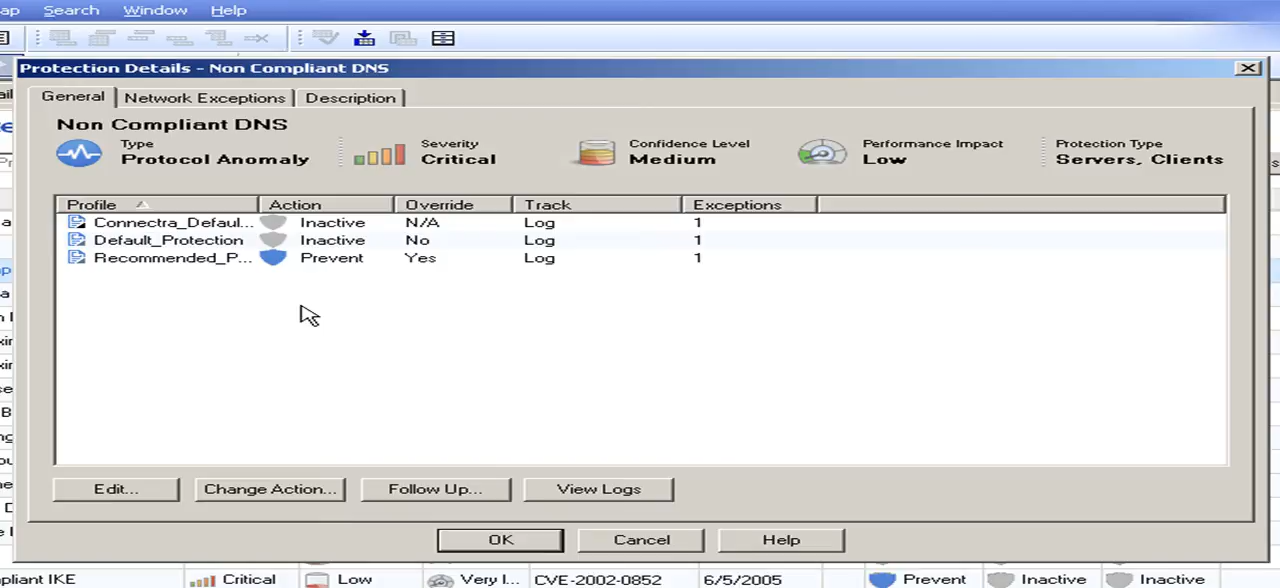 ap Search Window Help
Protection Details - Non Compliant DNS
General Network Exceptions Description
Non Compliant DNS
Type Severity Confidence Level Performance Impact Protection Type
Protocol Anomaly Critical Medium Low Servers, Clients
Profile Action Override Track Exceptions
Connectra_Defaul... Inactive N/A Log 1
Default_Protection Inactive No Log 1
Recommended_P... Prevent Yes Log 1
Edit... Change Action... Follow Up... View Logs
OK Cancel Help
mpliant IKE Critical Low Very l... CVE-2002-0852 6/5/2005 Prevent Inactive Inactive